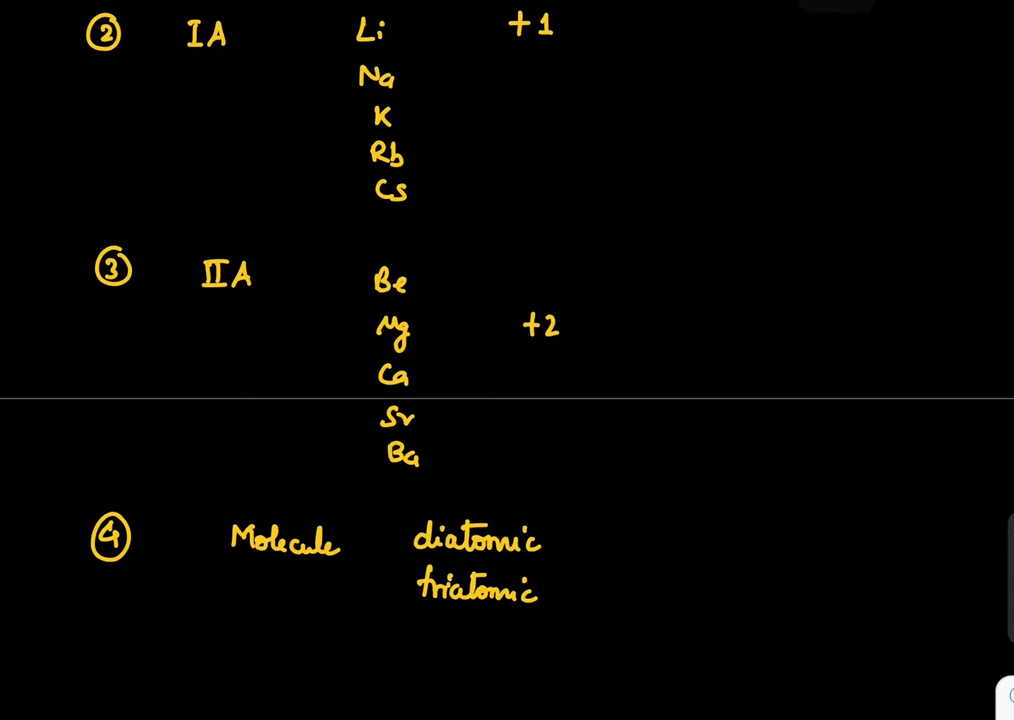 ② IA Li +1
Na
K
Rb
Cs
③ IIA Be
Mg +2
Ca
Sr
Ba
④ Molecule diatomic
triatomic